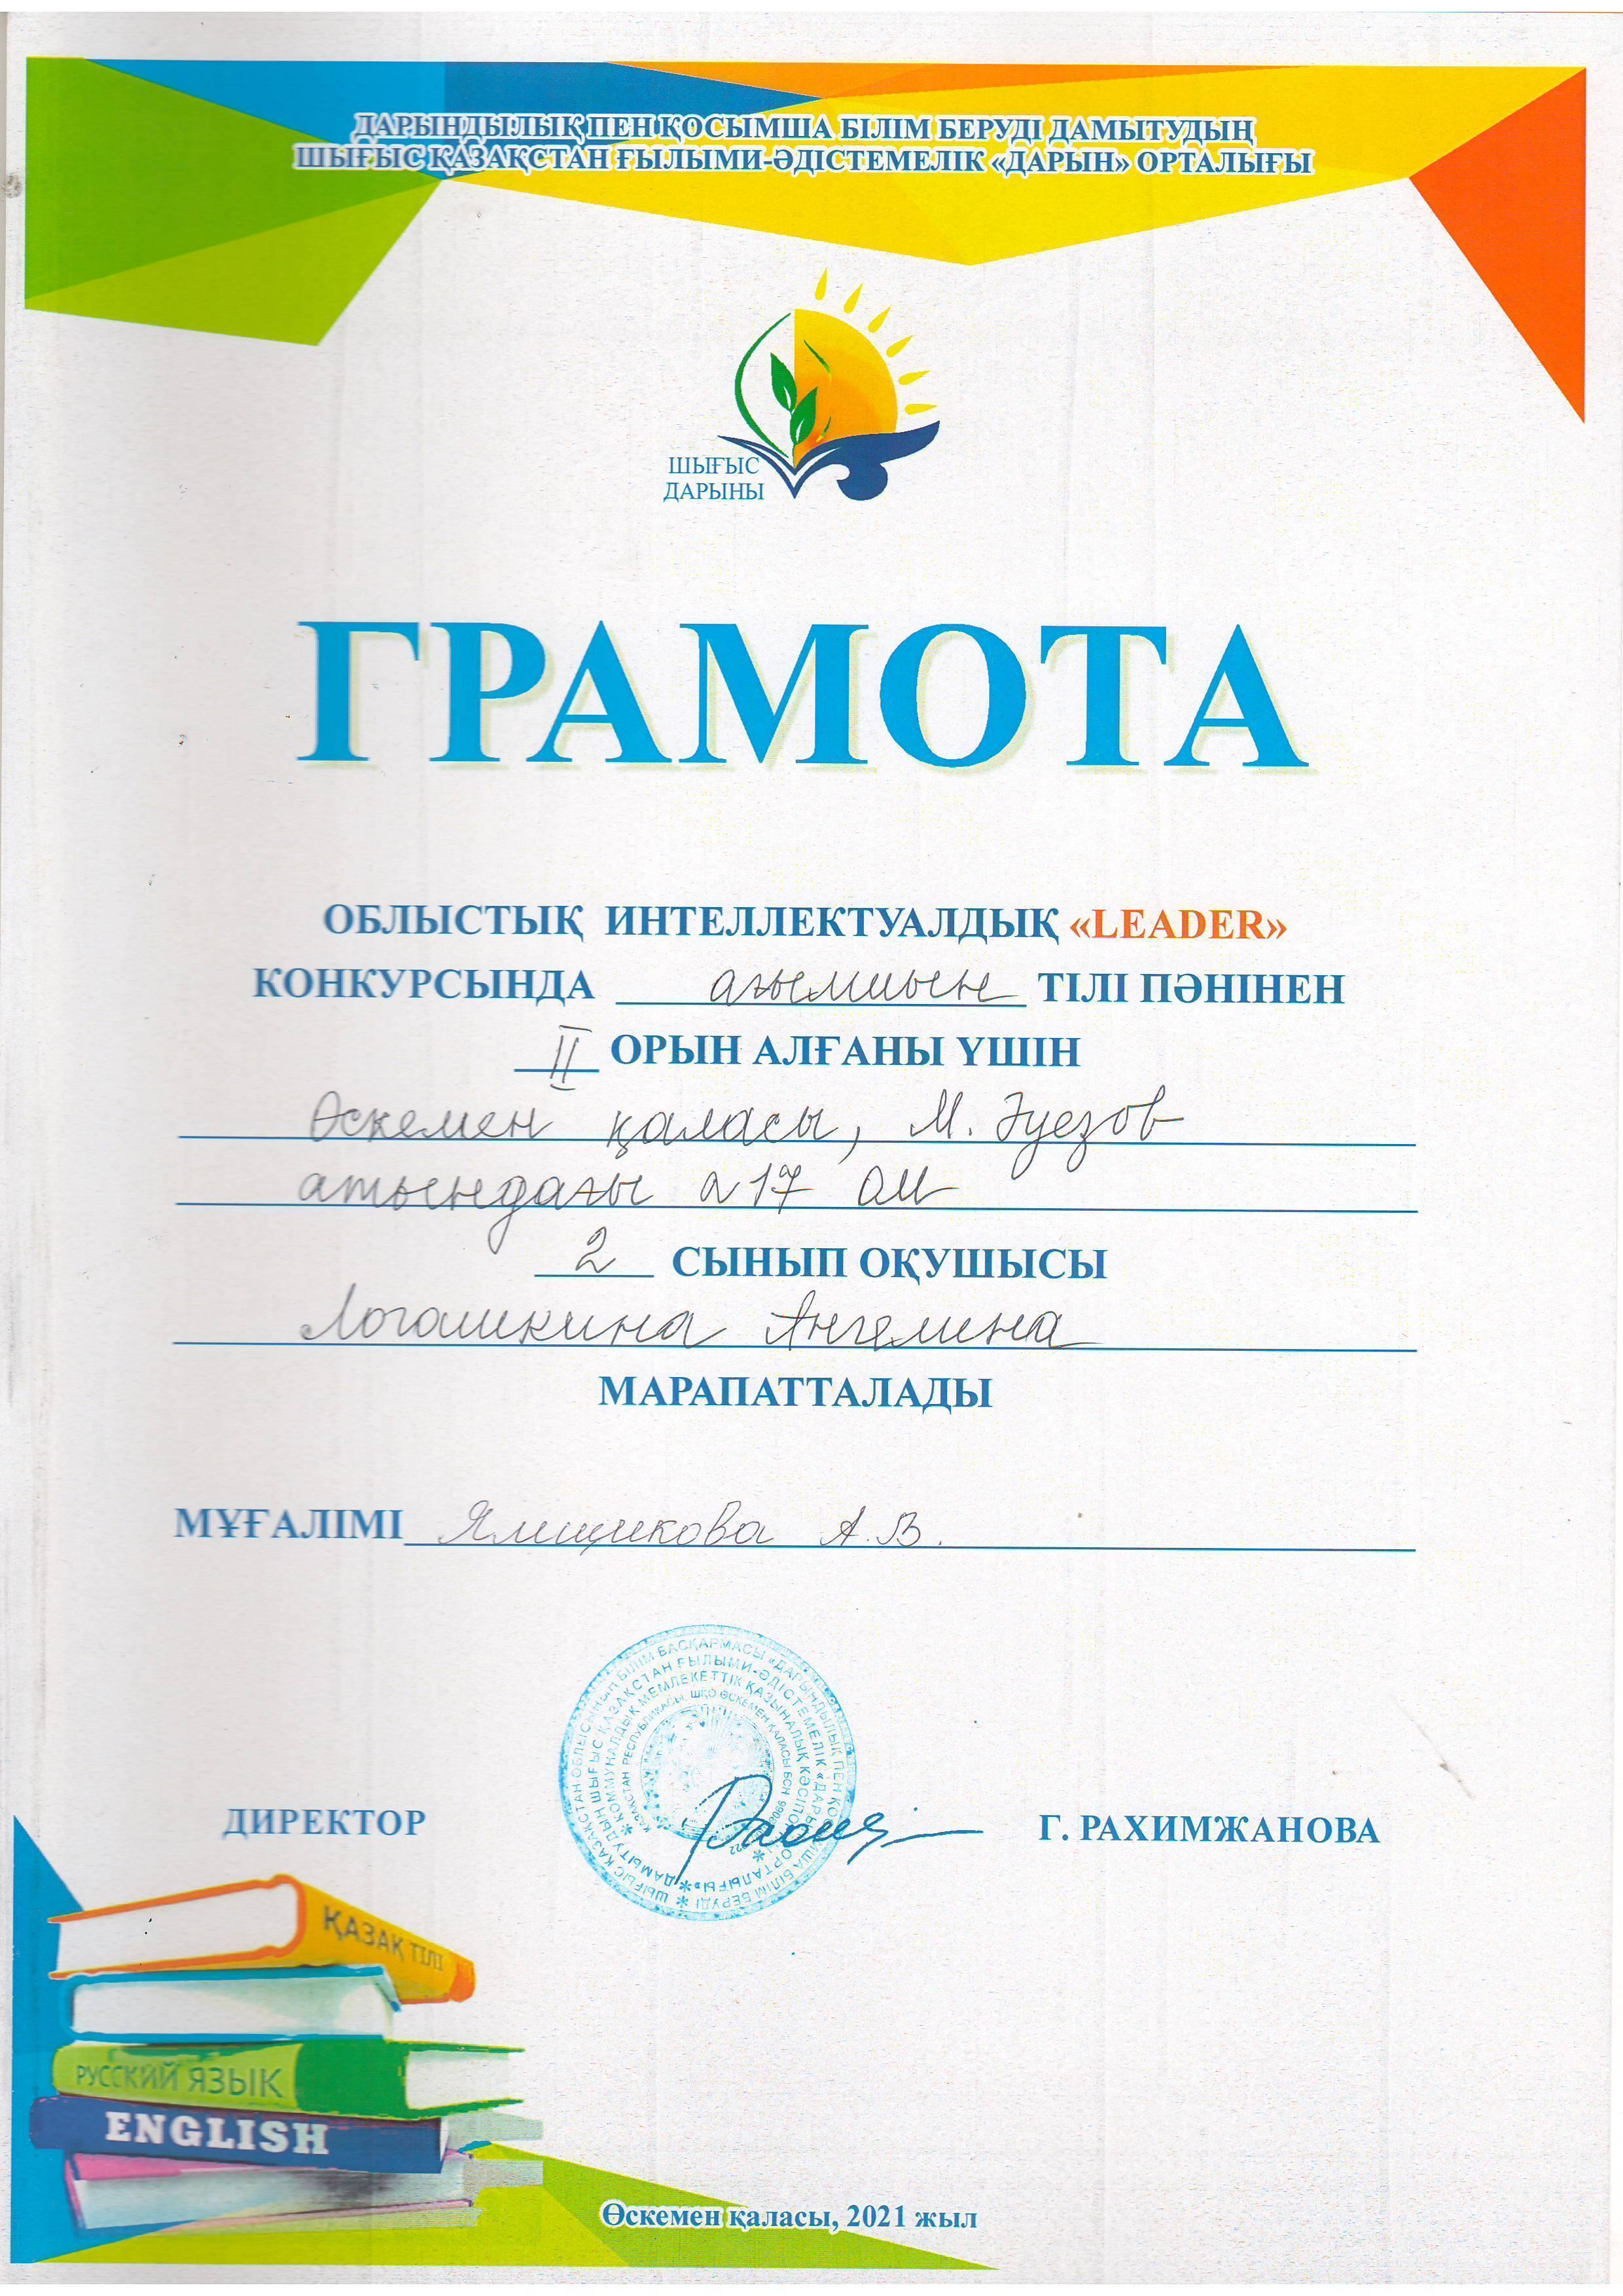 ДАРЫНДЫЛЫҚ ПЕН ҚОСЫМША БІЛІМ БЕРУДІ ДАМЫТУДЫҢ
ШЫҒЫС ҚАЗАҚСТАН ҒЫЛЫМИ-ӘДІСТЕМЕЛІК «ДАРЫН» ОРТАЛЫҒЫ
ШЫҒЫС
ДАРЫНЫ
ГРАМОТА
ОБЛЫСТЫҚ ИНТЕЛЛЕКТУАЛДЫҚ «LEADER»
КОНКУРСЫНДА ағылшын ТІЛІ ПӘНІНЕН
II ОРЫН АЛҒАНЫ ҮШІН
Өскемен қаласы, М. Әуезов
атындағы 17 ОМ
2 СЫНЫП ОҚУШЫСЫ
Логашкина Ангелина
МАРАПАТТАЛАДЫ
МҰҒАЛІМІ Ямщикова А.В.
ДИРЕКТОР
Г. РАХИМЖАНОВА
ҚАЗАҚ ТІЛІ
РУССКИЙ ЯЗЫК
ENGLISH
Өскемен қаласы, 2021 жыл